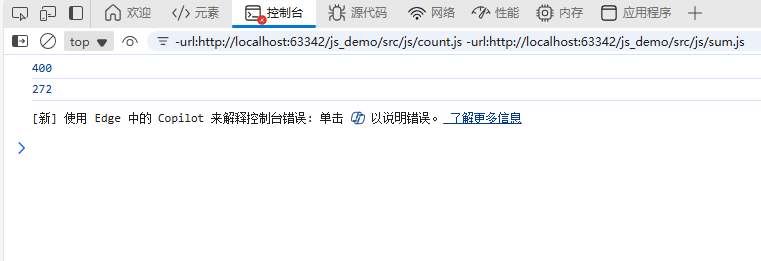 欢迎 元素 控制台 源代码 网络 性能 内存 应用程序
top -url:http://localhost:63342/js_demo/src/js/count.js -url:http://localhost:63342/js_demo/src/js/sum.js
400
272
[新] 使用 Edge 中的 Copilot 来解释控制台错误: 单击 以说明错误。 了解更多信息